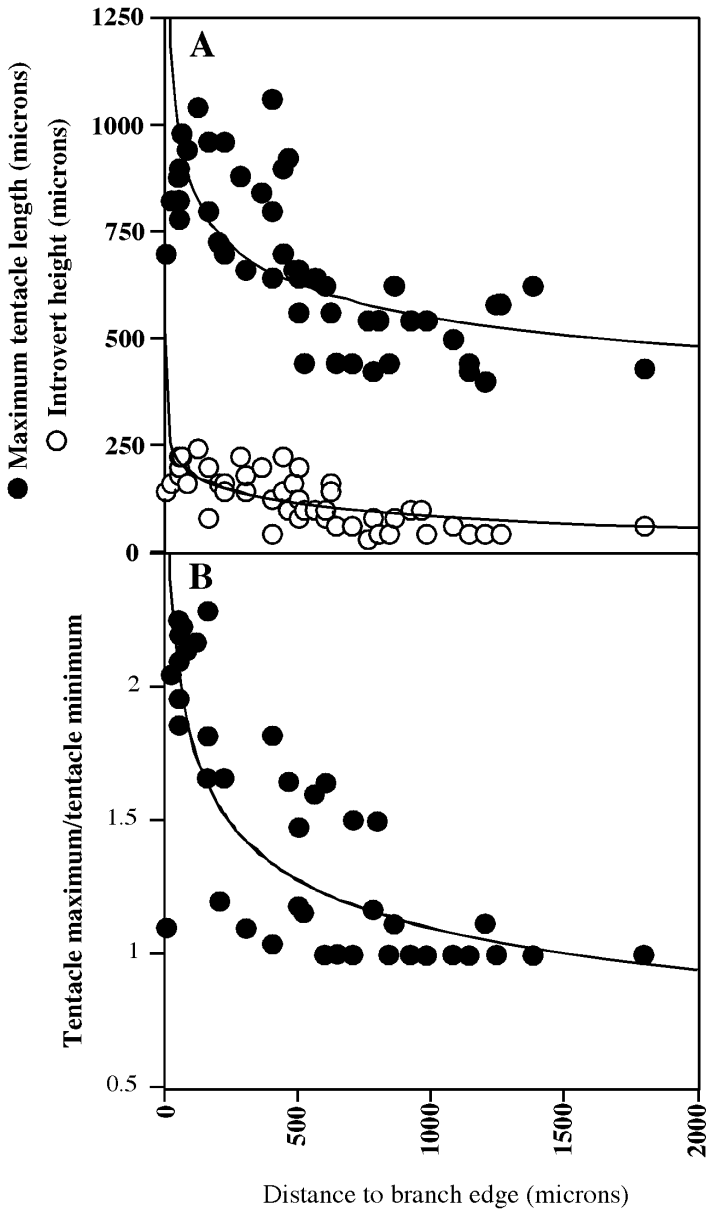 Maximum tentacle length (microns)
Introvert height (microns)
A
1250
1000
750
500
250
0
B
Tentacle maximum/tentacle minimum
2
1.5
1
0.5
0
500
1000
1500
2000
Distance to branch edge (microns)